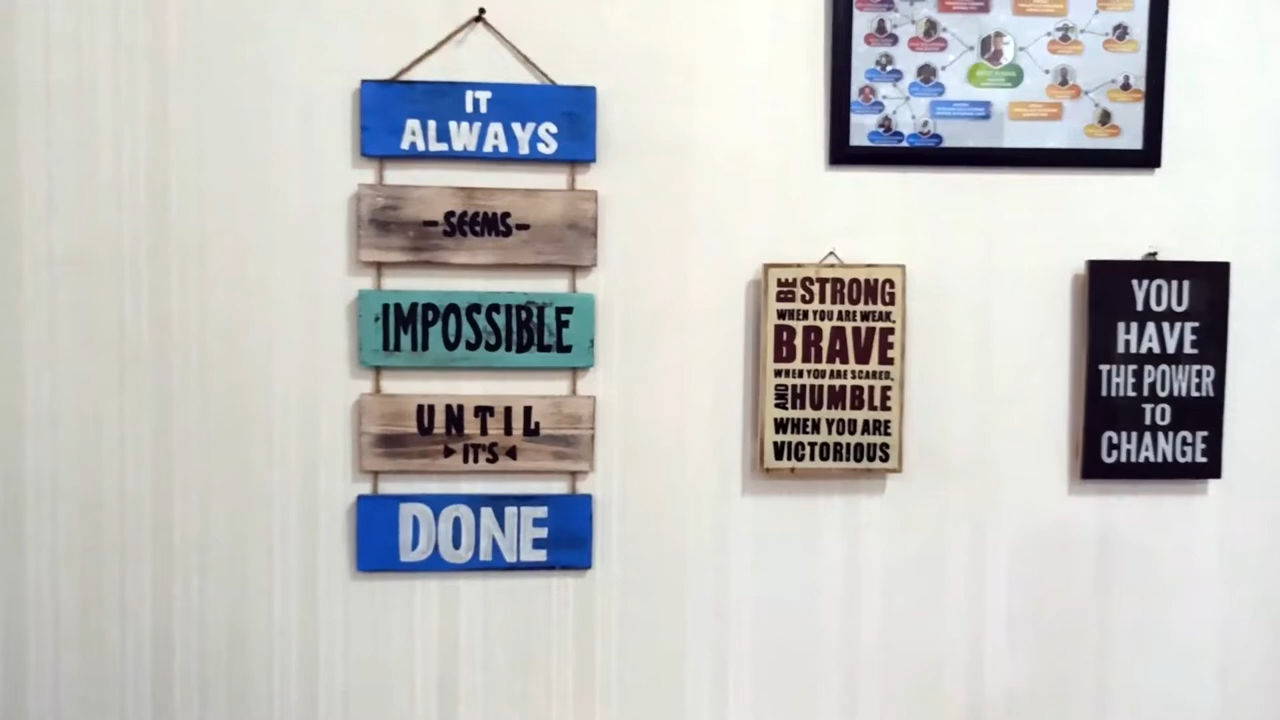 IT
ALWAYS
-SEEMS-
IMPOSSIBLE
UNTIL
IT'S
DONE
BE STRONG
WHEN YOU ARE WEAK,
BRAVE
WHEN YOU ARE SCARED,
AND HUMBLE
WHEN YOU ARE
VICTORIOUS
YOU
HAVE
THE POWER
TO
CHANGE